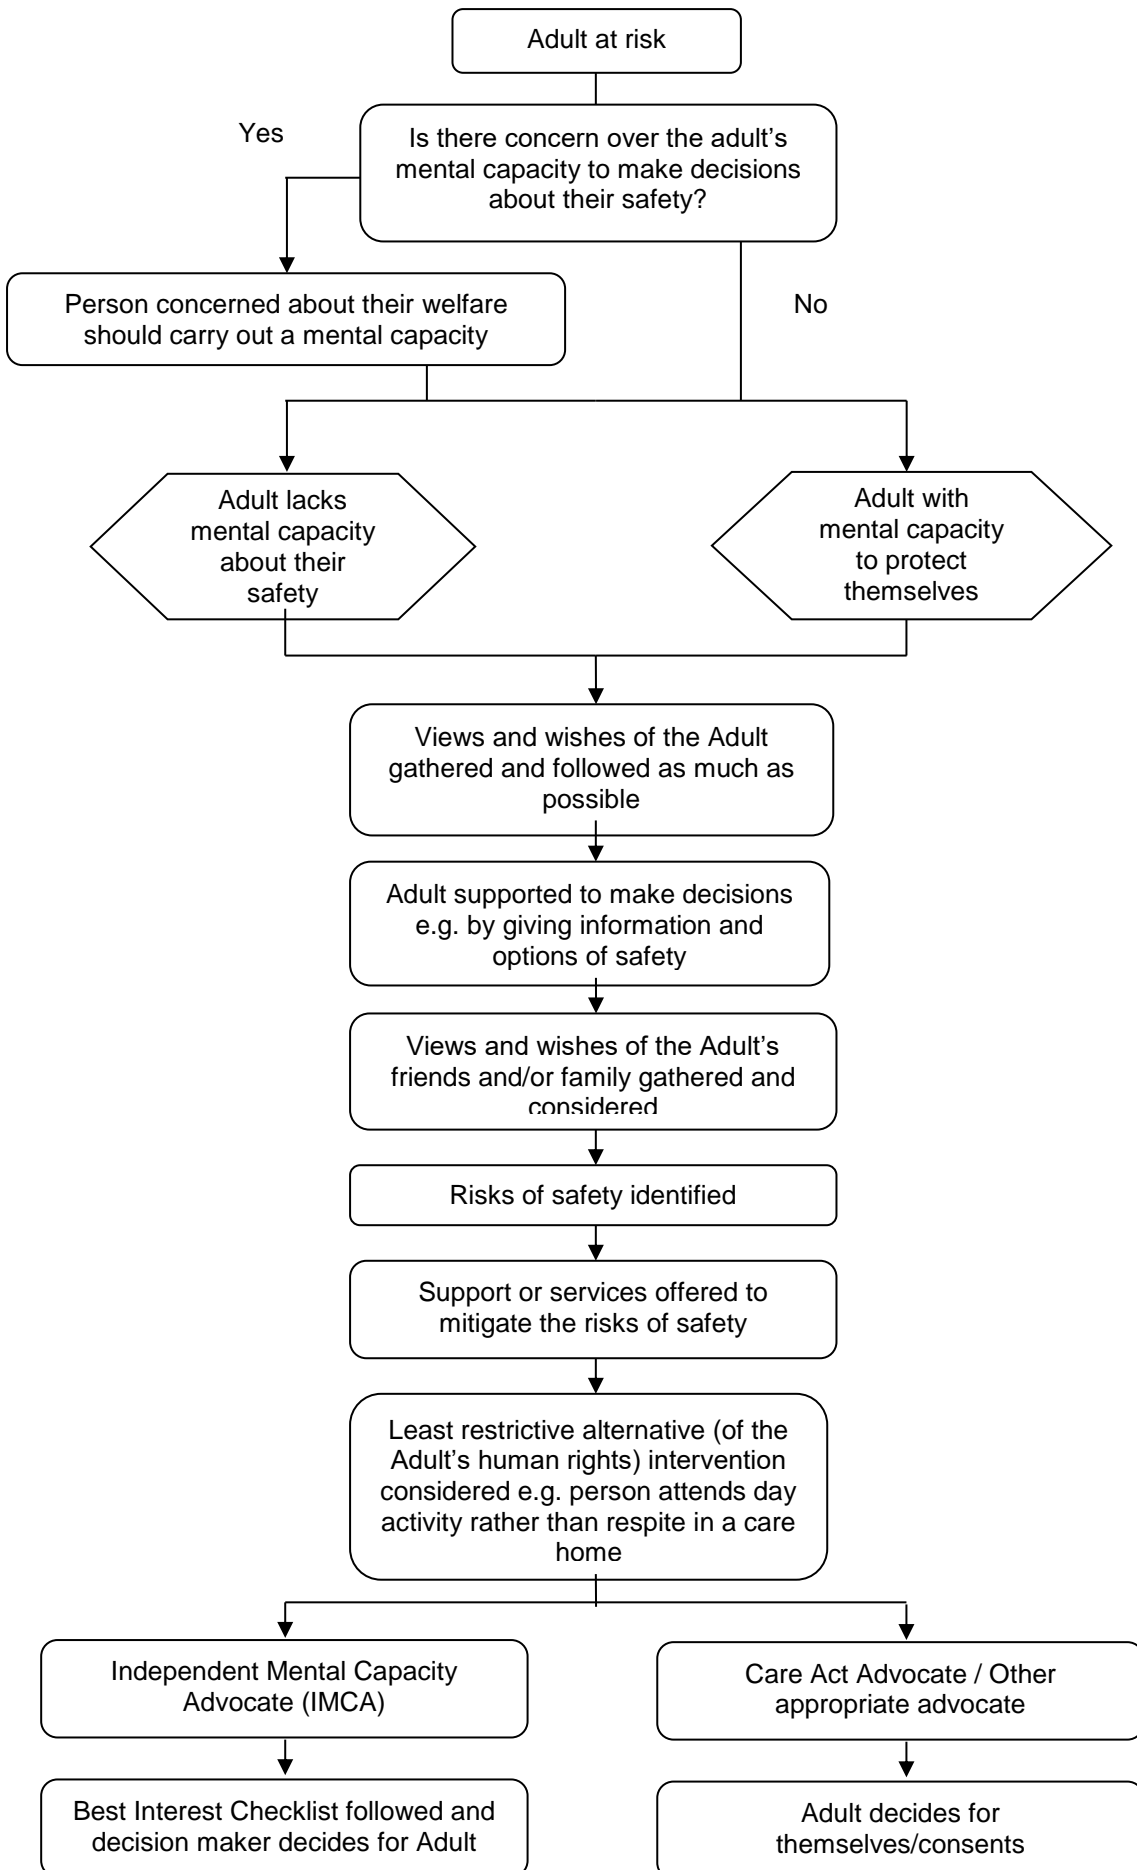 Adult at risk
Yes
Is there concern over the adult’s
mental capacity to make decisions
about their safety?
Person concerned about their welfare
should carry out a mental capacity
No
Adult lacks
mental capacity
about their
safety
Adult with
mental capacity
to protect
themselves
Views and wishes of the Adult
gathered and followed as much as
possible
Adult supported to make decisions
e.g. by giving information and
options of safety
Views and wishes of the Adult’s
friends and/or family gathered and
considered
Risks of safety identified
Support or services offered to
mitigate the risks of safety
Least restrictive alternative (of the
Adult’s human rights) intervention
considered e.g. person attends day
activity rather than respite in a care
home
Independent Mental Capacity
Advocate (IMCA)
Care Act Advocate / Other
appropriate advocate
Best Interest Checklist followed and
decision maker decides for Adult
Adult decides for
themselves/consents